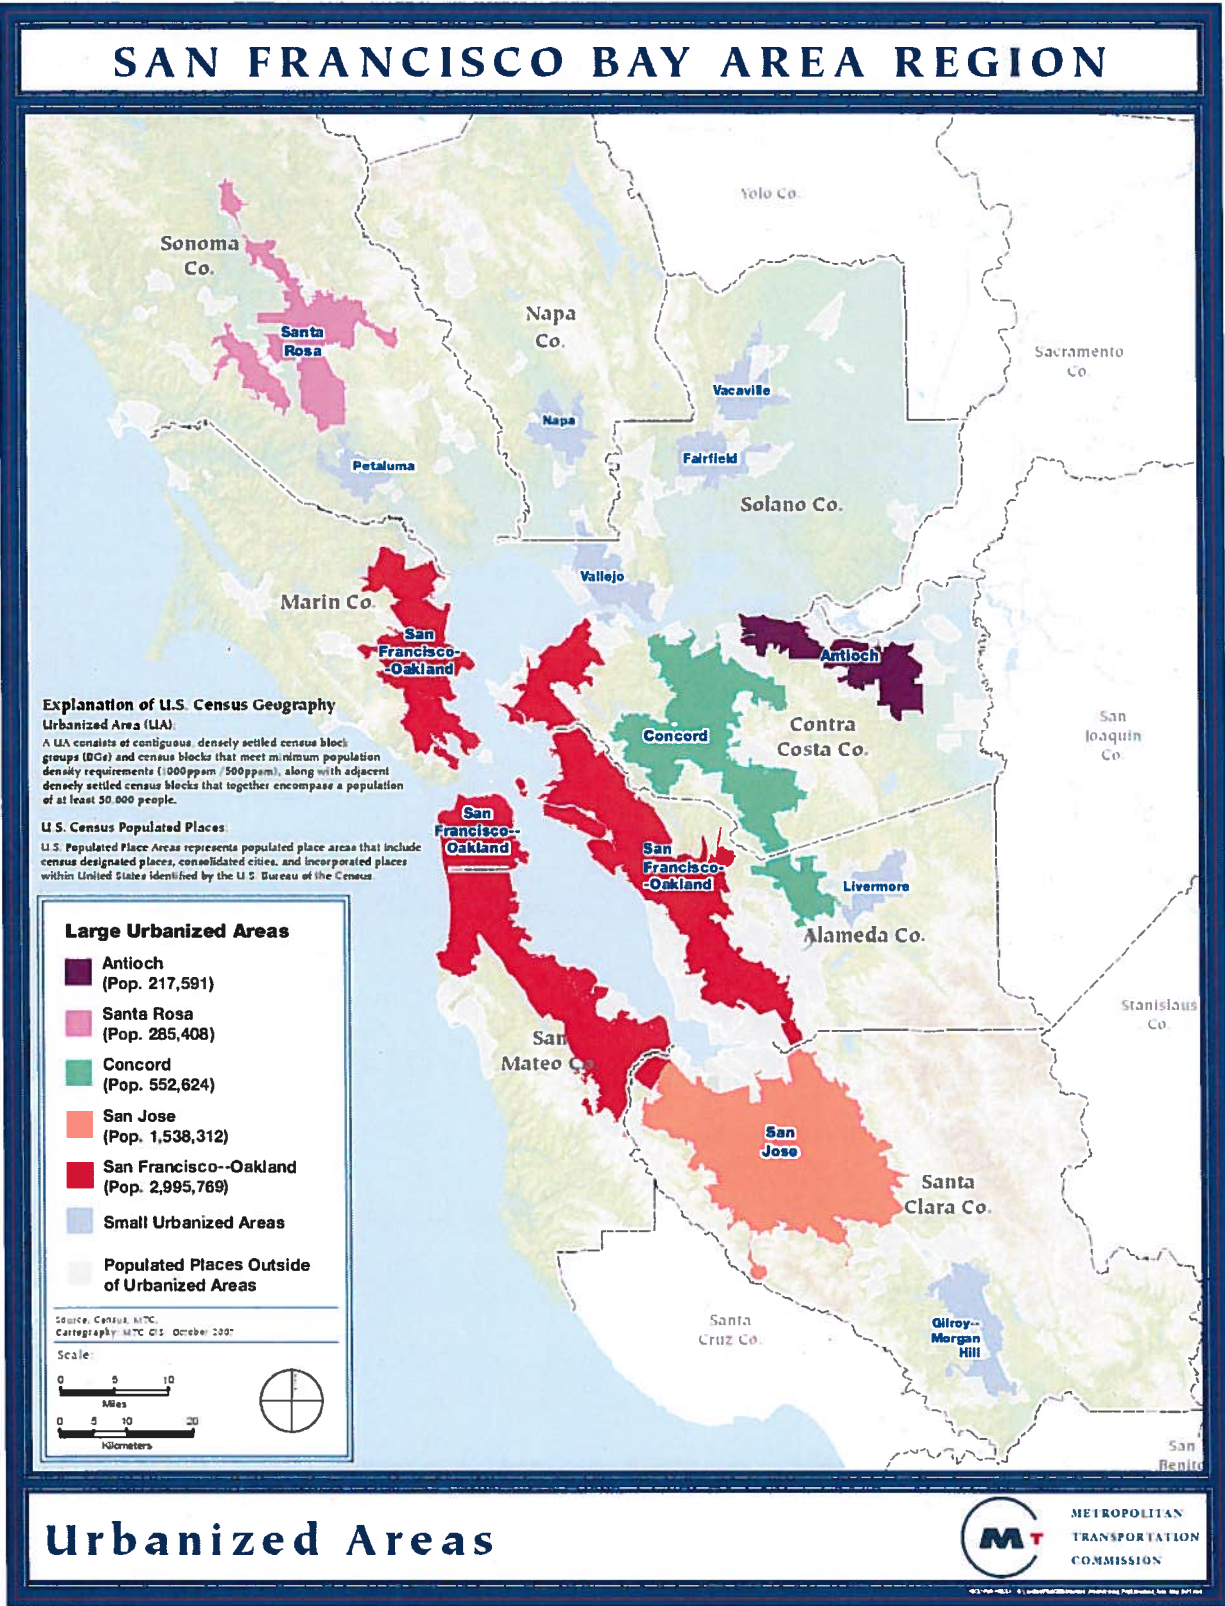 SAN FRANCISCO BAY AREA REGION
Yolo Co.
Sonoma
Co.
Napa
Co.
Santa
Rosa
Sacramento
Co.
Vacaville
Napa
Fairfield
Petaluma
Solano Co.
Vallejo
Marin Co.
San
Francisco-
-Oakland
Antioch
Explanation of U.S. Census Geography
Urbanized Area (UA):
A UA consists of contiguous, densely settled census block
groups (BGs) and census blocks that meet minimum population
density requirements (1000ppsm /500ppsm), along with adjacent
densely settled census blocks that together encompass a population
of at least 50,000 people.
U.S. Census Populated Places:
U.S. Populated Place Areas represents populated place areas that include
census designated places, consolidated cities, and incorporated places
within United States identified by the U.S. Bureau of the Census.
Concord
Contra
Costa Co.
San
Joaquin
Co.
San
Francisco--
Oakland
San
Francisco-
-Oakland
Livermore
Alameda Co.
Stanislaus
Co.
San
Mateo Co.
San
Jose
Santa
Clara Co.
Santa
Cruz Co.
Gilroy--
Morgan
Hill
San
Benito
Large Urbanized Areas
Antioch
(Pop. 217,591)
Santa Rosa
(Pop. 285,408)
Concord
(Pop. 552,624)
San Jose
(Pop. 1,538,312)
San Francisco--Oakland
(Pop. 2,995,769)
Small Urbanized Areas
Populated Places Outside
of Urbanized Areas
Source: Census, MTC.
Cartography: MTC GIS October 2007
Scale:
0 5 10
Miles
0 5 10 20
Kilometers
Urbanized Areas
MT
METROPOLITAN
TRANSPORTATION
COMMISSION